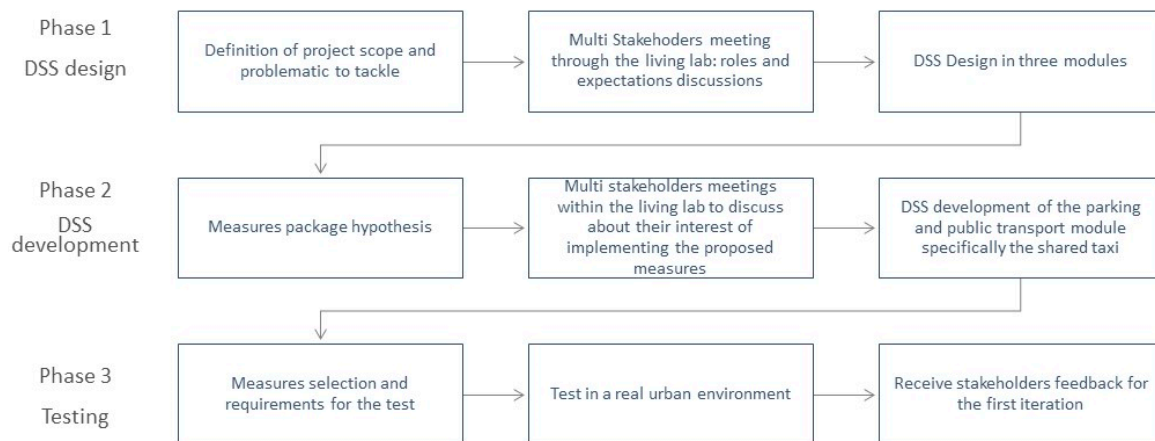 Phase 1
DSS design
Definition of project scope and
problematic to tackle
Multi Stakehoders meeting
through the living lab: roles and
expectations discussions
DSS Design in three modules
Phase 2
DSS
development
Measures package hypothesis
Multi stakeholders meetings
within the living lab to discuss
about their interest of
implementing the proposed
measures
DSS development of the parking
and public transport module
specifically the shared taxi
Phase 3
Testing
Measures selection and
requirements for the test
Test in a real urban environment
Receive stakeholders feedback for
the first iteration